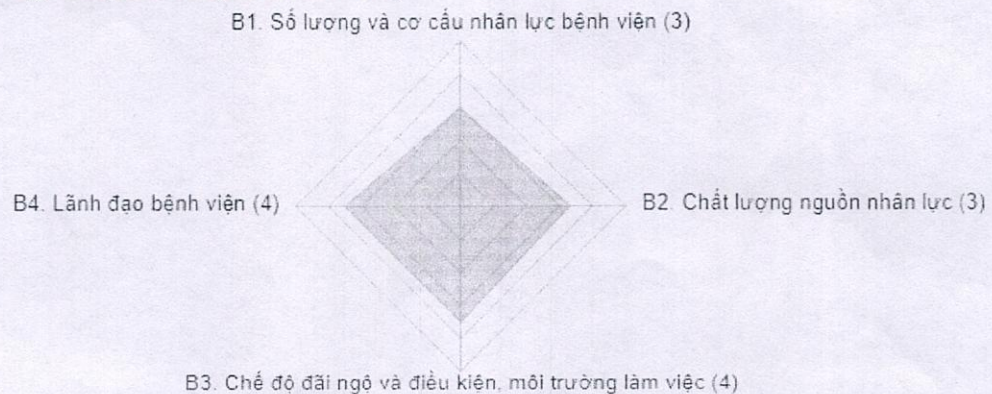 B1. Số lượng và cơ cấu nhân lực bệnh viện (3)
B4. Lãnh đạo bệnh viện (4)
B2. Chất lượng nguồn nhân lực (3)
B3. Chế độ đãi ngộ và điều kiện, môi trường làm việc (4)